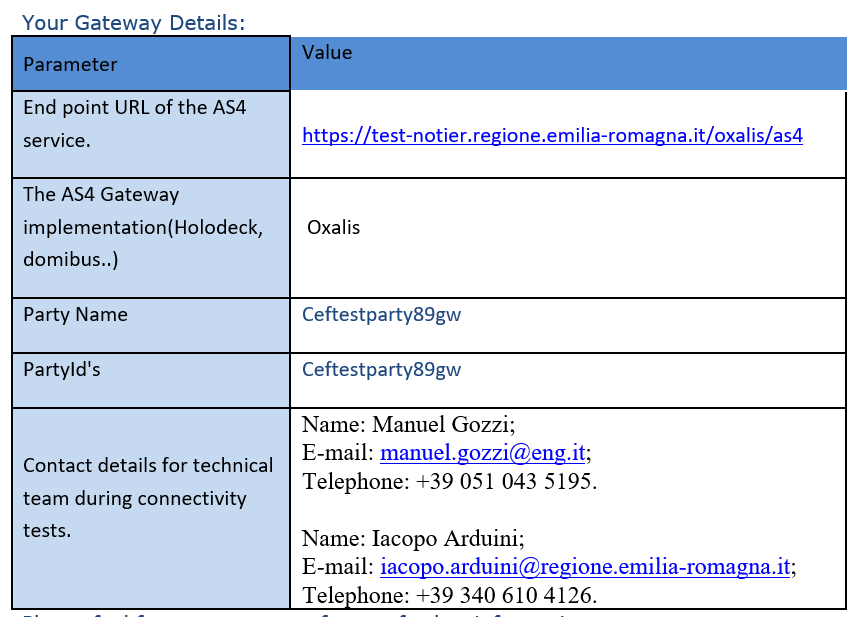 Your Gateway Details:
Parameter
Value
End point URL of the AS4
service.
https://test-notier.regione.emilia-romagna.it/oxalis/as4
The AS4 Gateway
implementation(Holodeck,
domibus..)
Oxalis
Party Name
Ceftestparty89gw
PartyId's
Ceftestparty89gw
Contact details for technical
team during connectivity
tests.
Name: Manuel Gozzi;
E-mail: manuel.gozzi@eng.it;
Telephone: +39 051 043 5195.
Name: Iacopo Arduini;
E-mail: iacopo.arduini@regione.emilia-romagna.it;
Telephone: +39 340 610 4126.